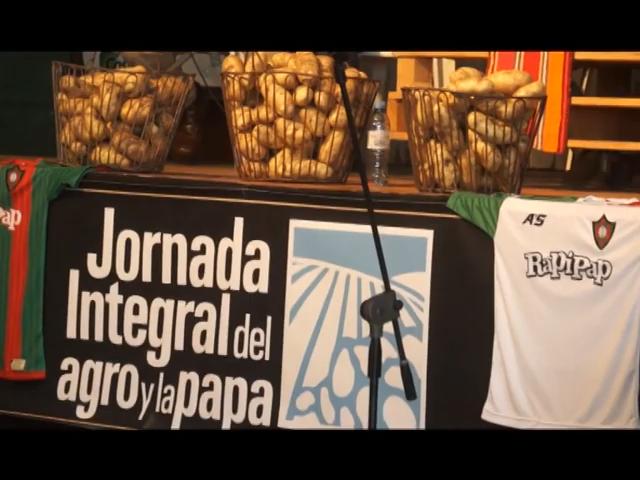 Jornada
Integral del
agro y la papa
AS
RaPiPap
Pap